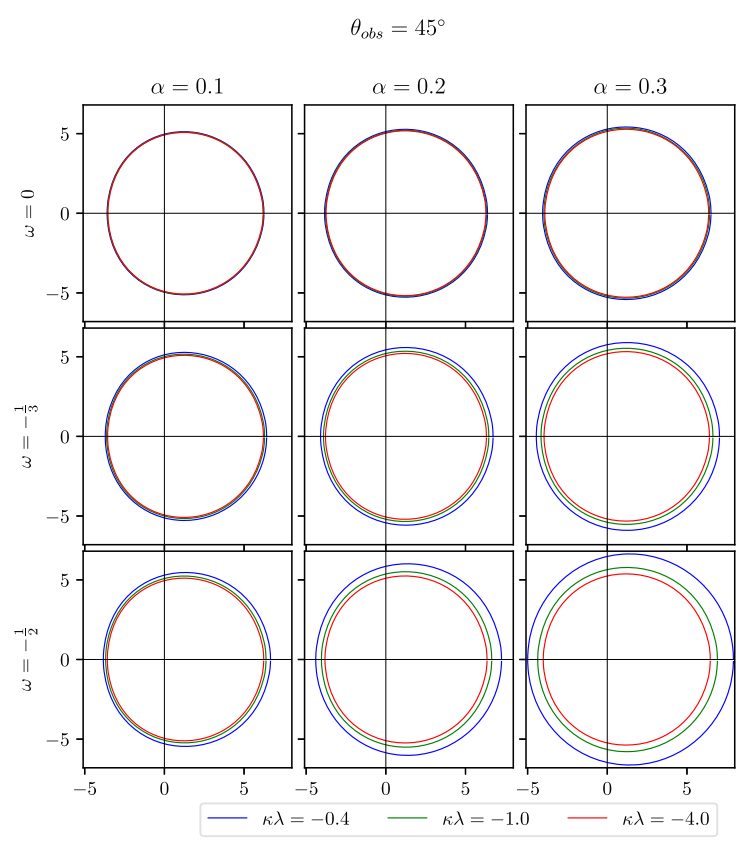 θ_obs = 45°
α = 0.1 α = 0.2 α = 0.3
5
ω = 0 0
−5
5
ω = −1/3 0
−5
5
ω = −1/2 0
−5
−5 0 5 −5 0 5 −5 0 5
κλ = −0.4 κλ = −1.0 κλ = −4.0